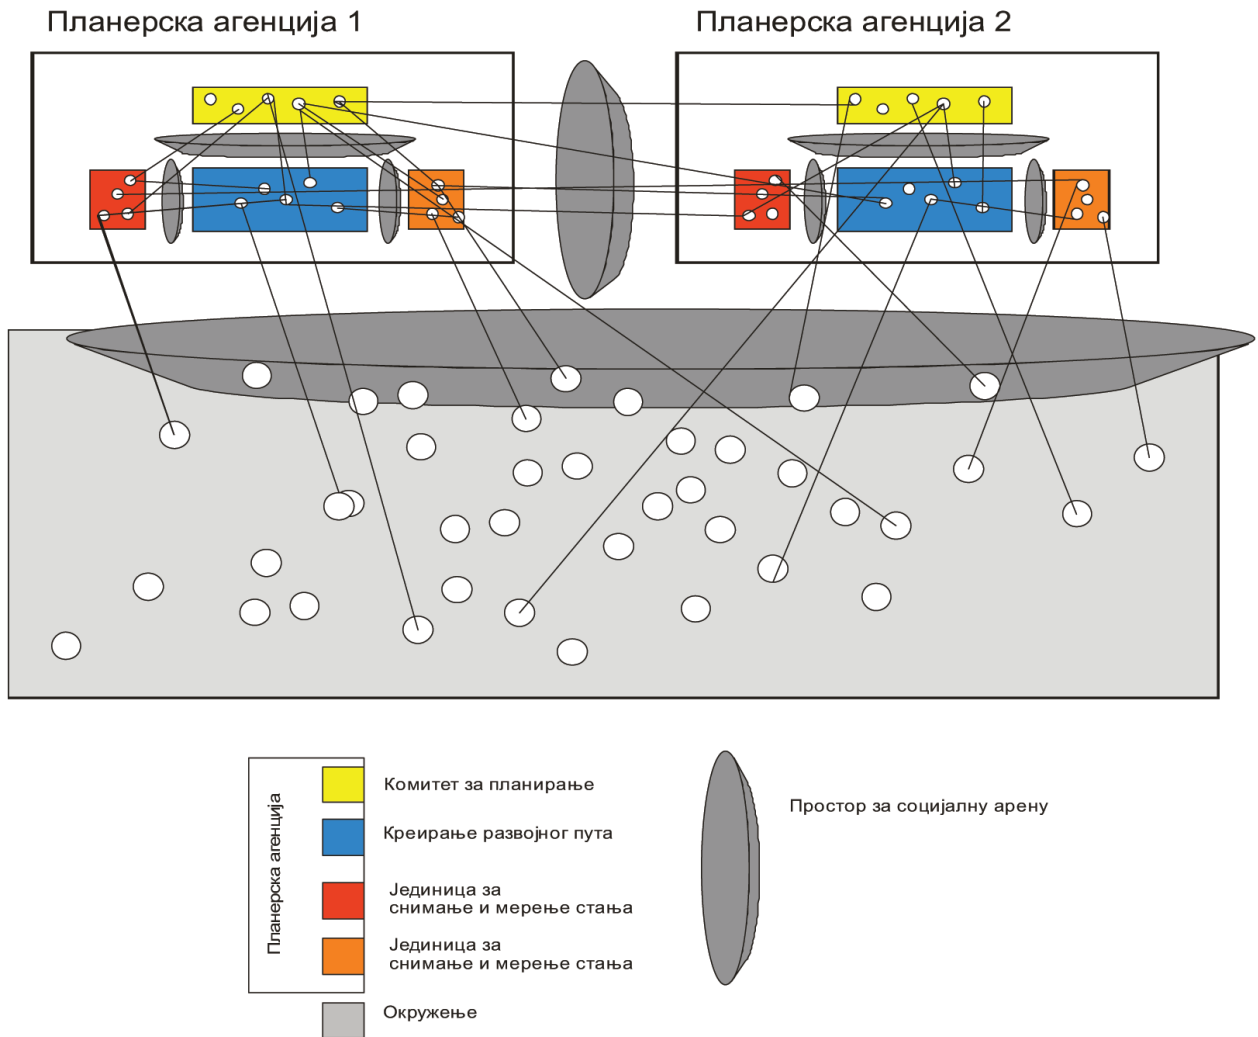 Планерска агенција 1
Планерска агенција 2
Планерска агенција
Комитет за планирање
Креирање развојног пута
Јединица за
снимање и мерење стања
Јединица за
снимање и мерење стања
Окружење
Простор за социјалну арену